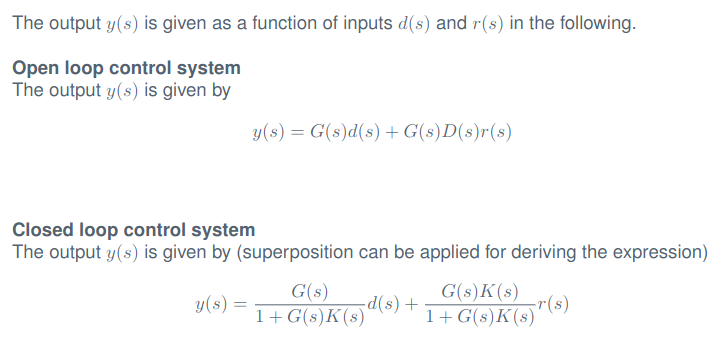 The output y(s) is given as a function of inputs d(s) and r(s) in the following.
Open loop control system
The output y(s) is given by
y(s) = G(s)d(s) + G(s)D(s)r(s)
Closed loop control system
The output y(s) is given by (superposition can be applied for deriving the expression)
y(s) = \frac{G(s)}{1 + G(s)K(s)} d(s) + \frac{G(s)K(s)}{1 + G(s)K(s)} r(s)